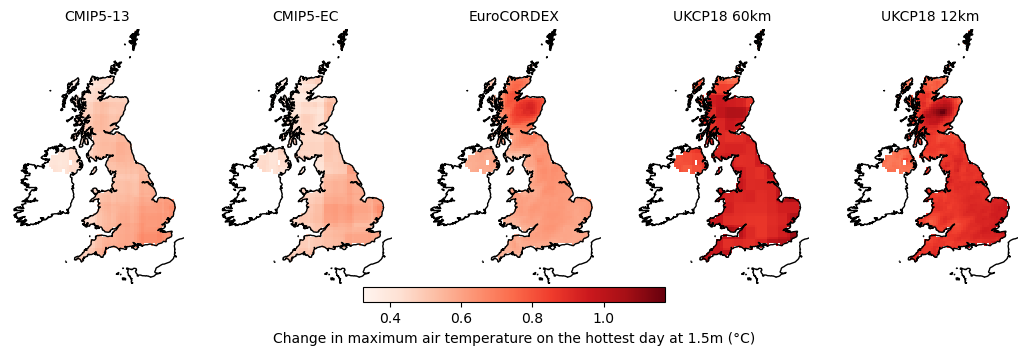 CMIP5-13
CMIP5-EC
EuroCORDEX
UKCP18 60km
UKCP18 12km
0.4
0.6
0.8
1.0
Change in maximum air temperature on the hottest day at 1.5m (°C)